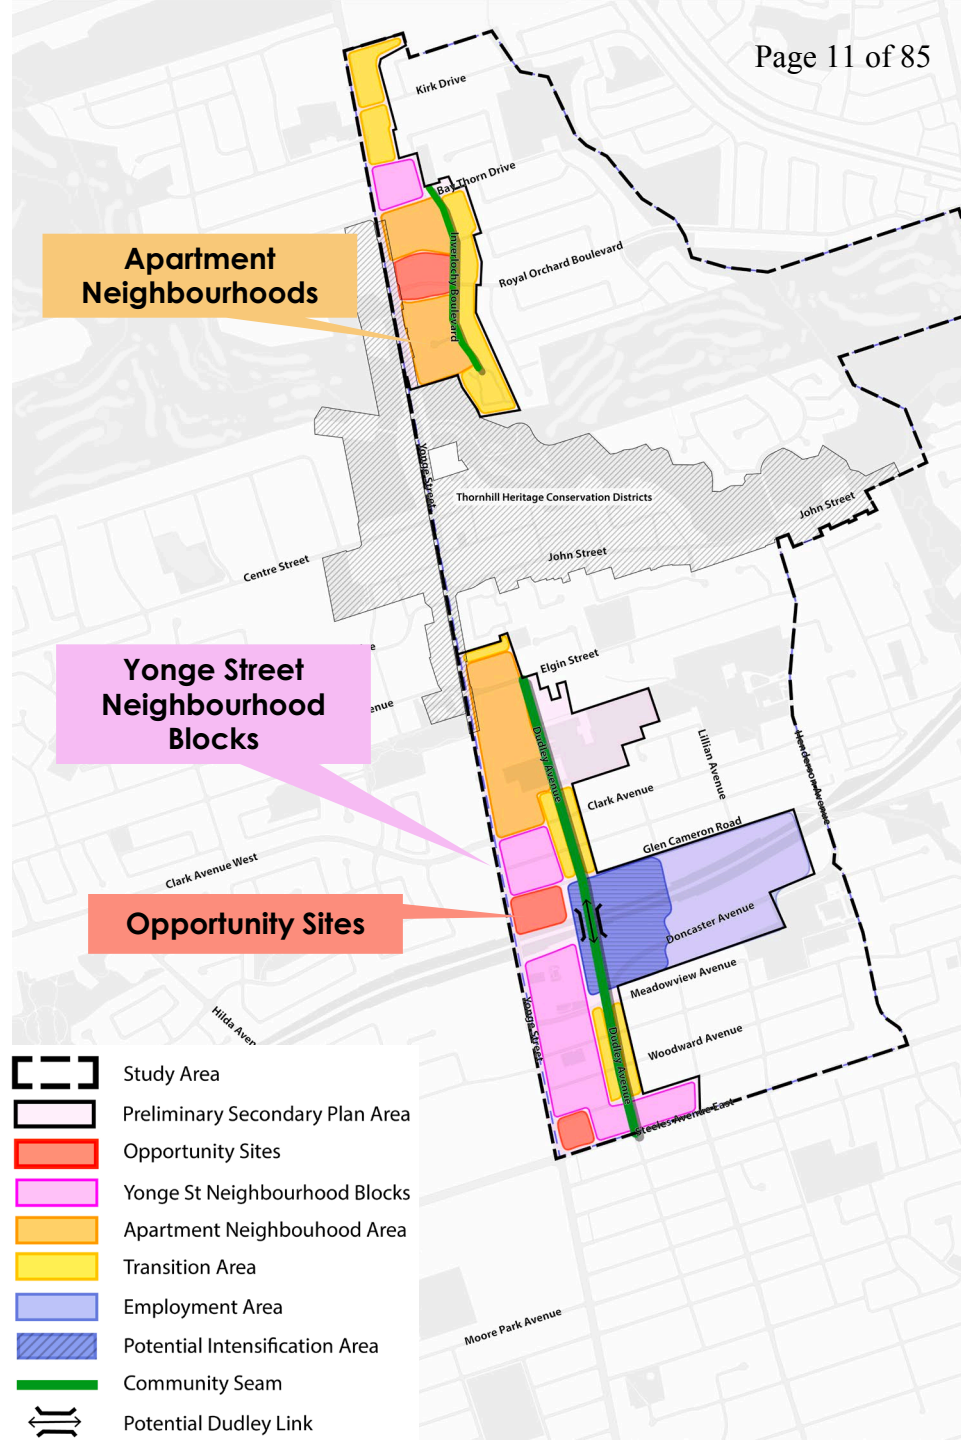 Page 11 of 85
Kirk Drive
Bay Thorn Drive
Apartment
Neighbourhoods
Inverlochy Boulevard
Royal Orchard Boulevard
Yonge Street
Thornhill Heritage Conservation Districts
John Street
John Street
Centre Street
Elgin Street
Yonge Street
Neighbourhood
Blocks
enue
Dudley Avenue
Lillian Avenue
Henderson Avenue
Clark Avenue
Glen Cameron Road
Clark Avenue West
Opportunity Sites
Doncaster Avenue
Meadowview Avenue
Hilda Aven
Yonge Street
Dudley Avenue
Woodward Avenue
Steeles Avenue East
Study Area
Preliminary Secondary Plan Area
Opportunity Sites
Yonge St Neighbourhood Blocks
Apartment Neighbouhood Area
Transition Area
Employment Area
Potential Intensification Area
Community Seam
Potential Dudley Link
Moore Park Avenue